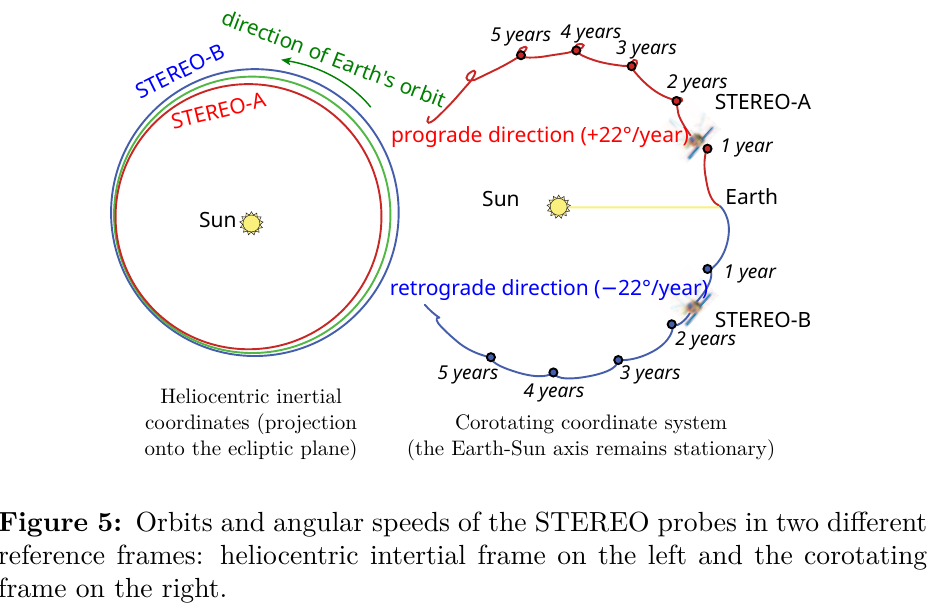 direction of Earth's orbit
STEREO-B
STEREO-A
Sun
5 years
4 years
3 years
2 years
STEREO-A
prograde direction (+22°/year)
1 year
Sun
Earth
1 year
retrograde direction (−22°/year)
STEREO-B
2 years
3 years
4 years
5 years
Heliocentric inertial
coordinates (projection
onto the ecliptic plane)
Corotating coordinate system
(the Earth-Sun axis remains stationary)
Figure 5: Orbits and angular speeds of the STEREO probes in two different
reference frames: heliocentric intertial frame on the left and the corotating
frame on the right.